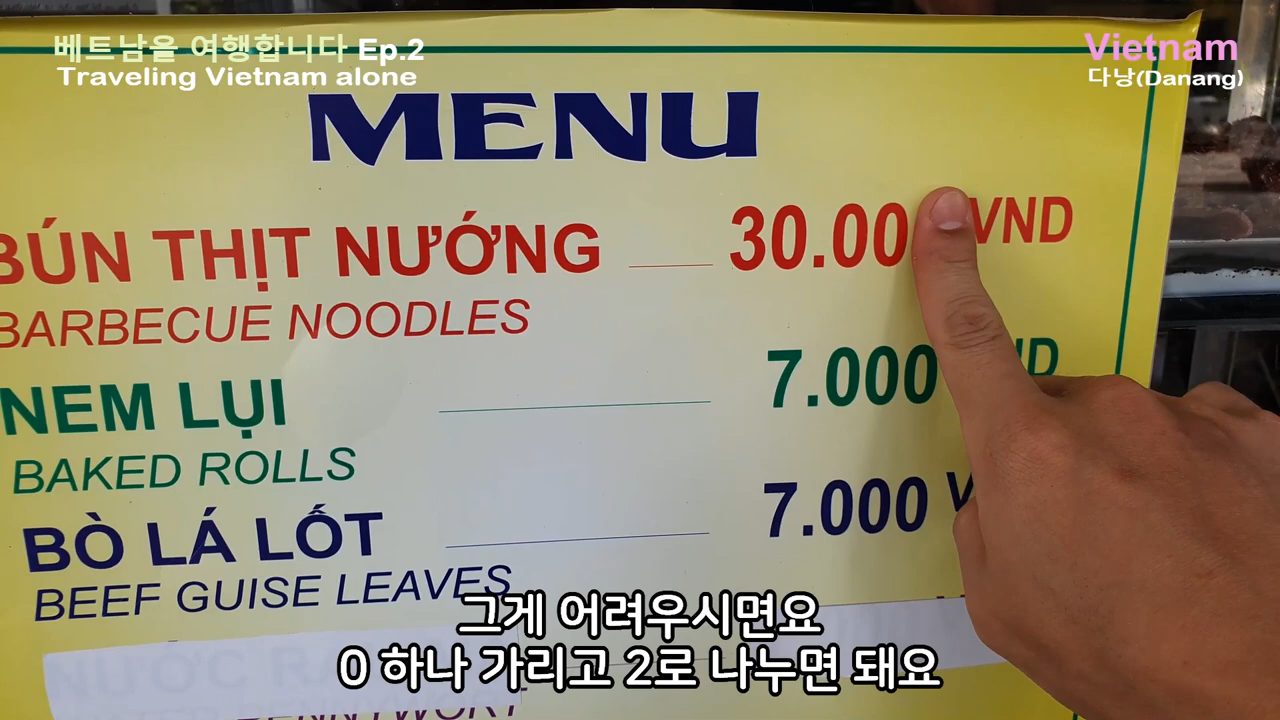 베트남을 여행합니다 Ep.2
Traveling Vietnam alone
Vietnam
다낭(Danang)
MENU
BÚN THỊT NƯỚNG 30.00 VND
BARBECUE NOODLES
NEM LỤI 7.000
BAKED ROLLS
BÒ LÁ LỐT 7.000
BEEF GUISE LEAVES
그게 어려우시면요
0 하나 가리고 2로 나누면 돼요